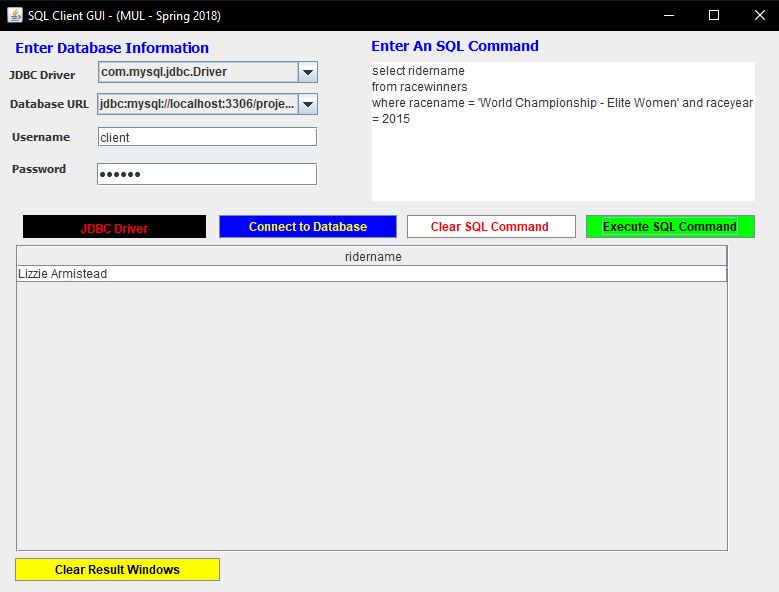 SQL Client GUI - (MUL - Spring 2018)
Enter Database Information
JDBC Driver
com.mysql.jdbc.Driver
Database URL
jdbc:mysql://localhost:3306/proje...
Username
client
Password
••••••
Enter An SQL Command
select ridername
from racewinners
where racename = 'World Championship - Elite Women' and raceyear
= 2015
JDBC Driver
Connect to Database
Clear SQL Command
Execute SQL Command
ridername
Lizzie Armistead
Clear Result Windows